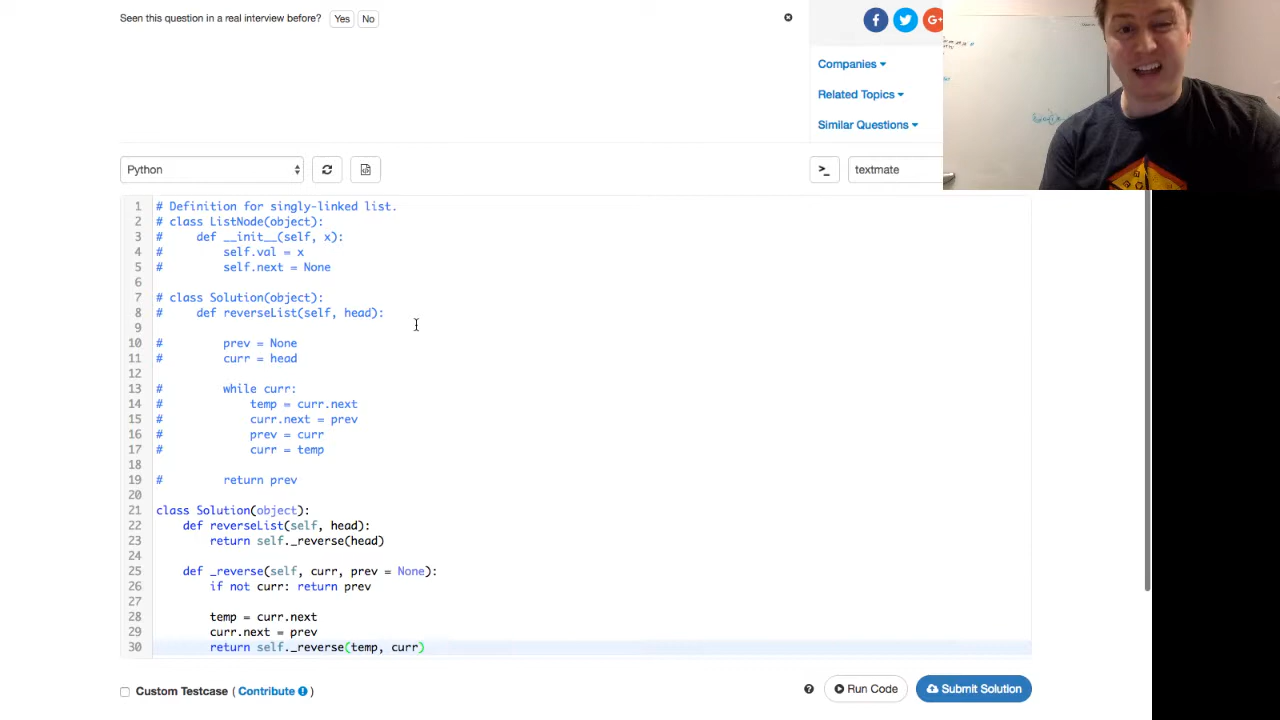 Seen this question in a real interview before? Yes No
Companies
Related Topics
Similar Questions
Python
>_ textmate
1 # Definition for singly-linked list.
2 # class ListNode(object):
3 #     def __init__(self, x):
4 #         self.val = x
5 #         self.next = None
6
7 # class Solution(object):
8 #     def reverseList(self, head):
9
10 #         prev = None
11 #         curr = head
12
13 #         while curr:
14 #             temp = curr.next
15 #             curr.next = prev
16 #             prev = curr
17 #             curr = temp
18
19 #         return prev
20
21 class Solution(object):
22     def reverseList(self, head):
23         return self._reverse(head)
24
25     def _reverse(self, curr, prev = None):
26         if not curr: return prev
27
28         temp = curr.next
29         curr.next = prev
30         return self._reverse(temp, curr)
Custom Testcase ( Contribute ) Run Code Submit Solution